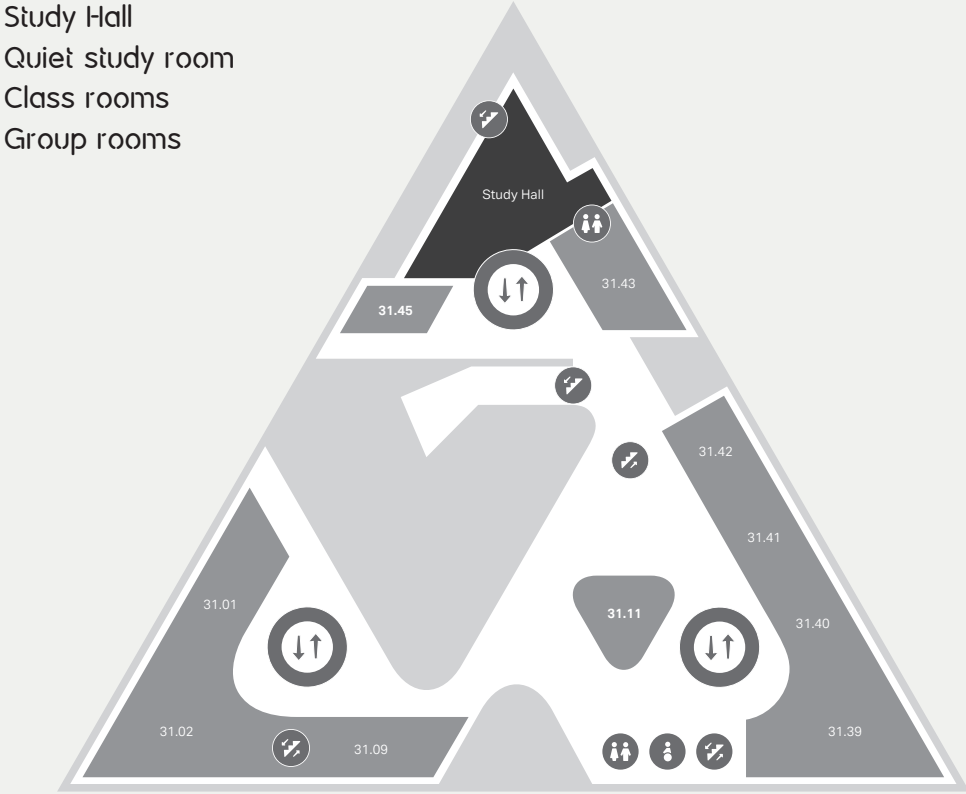 Study Hall
Quiet study room
Class rooms
Group rooms
Study Hall
31.43
31.45
31.42
31.41
31.01
31.11
31.40
31.02
31.09
31.39